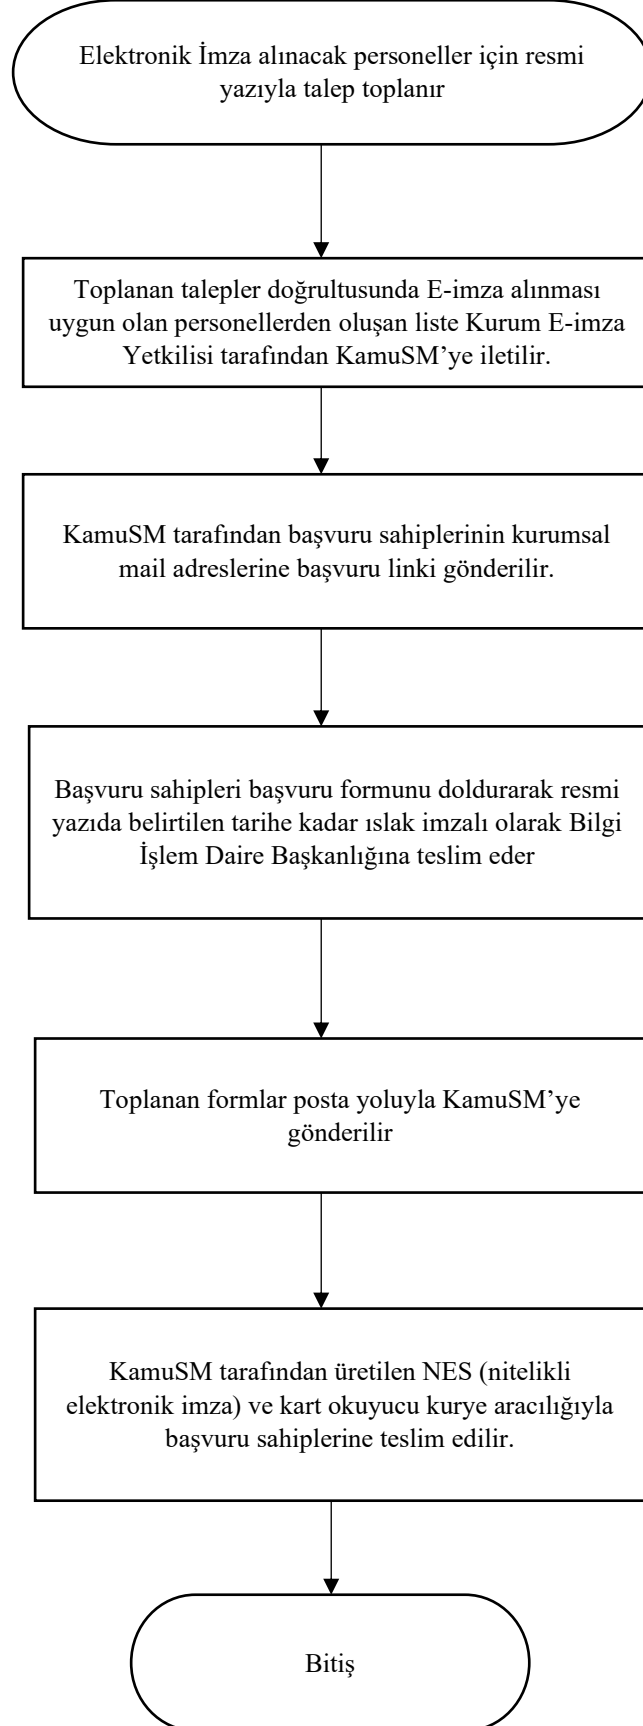 Elektronik İmza alınacak personeller için resmi
yazıyla talep toplanır
Toplanan talepler doğrultusunda E-imza alınması
uygun olan personellerden oluşan liste Kurum E-imza
Yetkilisi tarafından KamuSM’ye iletilir.
KamuSM tarafından başvuru sahiplerinin kurumsal
mail adreslerine başvuru linki gönderilir.
Başvuru sahipleri başvuru formunu doldurarak resmi
yazıda belirtilen tarihe kadar ıslak imzalı olarak Bilgi
İşlem Daire Başkanlığına teslim eder
Toplanan formlar posta yoluyla KamuSM’ye
gönderilir
KamuSM tarafından üretilen NES (nitelikli
elektronik imza) ve kart okuyucu kurye aracılığıyla
başvuru sahiplerine teslim edilir.
Bitiş